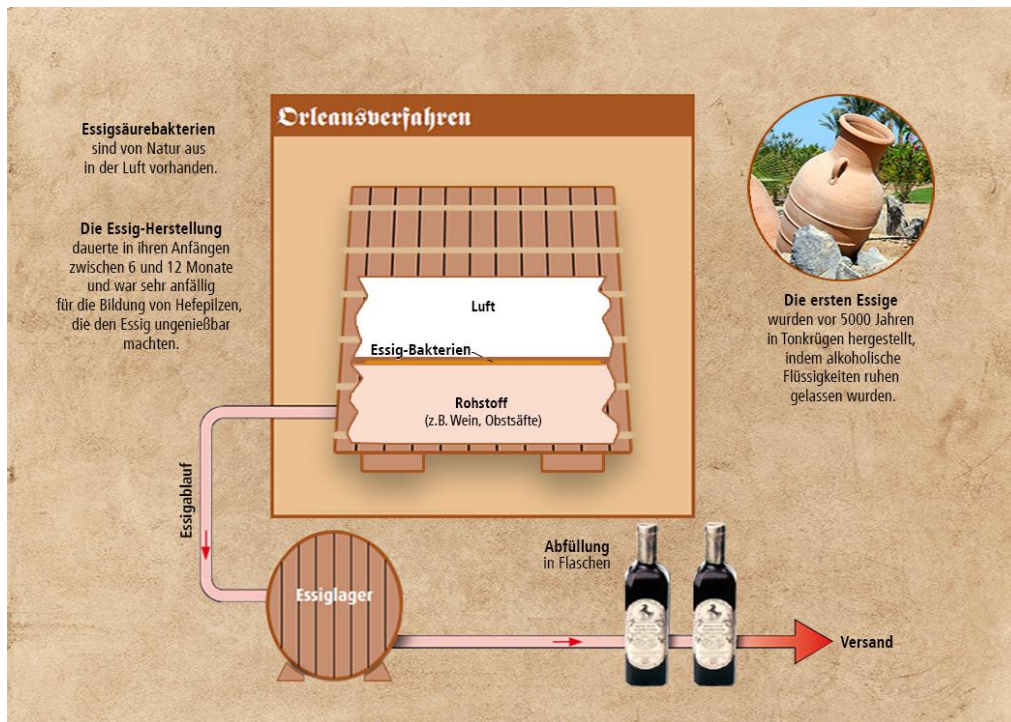 Orleansverfahren
Essigsäurebakterien
sind von Natur aus
in der Luft vorhanden.
Die Essig-Herstellung
dauerte in ihren Anfängen
zwischen 6 und 12 Monate
und war sehr anfällig
für die Bildung von Hefepilzen,
die den Essig ungenießbar
machten.
Luft
Essig-Bakterien
Rohstoff
(z.B. Wein, Obstsäfte)
Die ersten Essige
wurden vor 5000 Jahren
in Tonkrügen hergestellt,
indem alkoholische
Flüssigkeiten ruhen
gelassen wurden.
Essigablauf
Essiglager
Abfüllung
in Flaschen
Versand